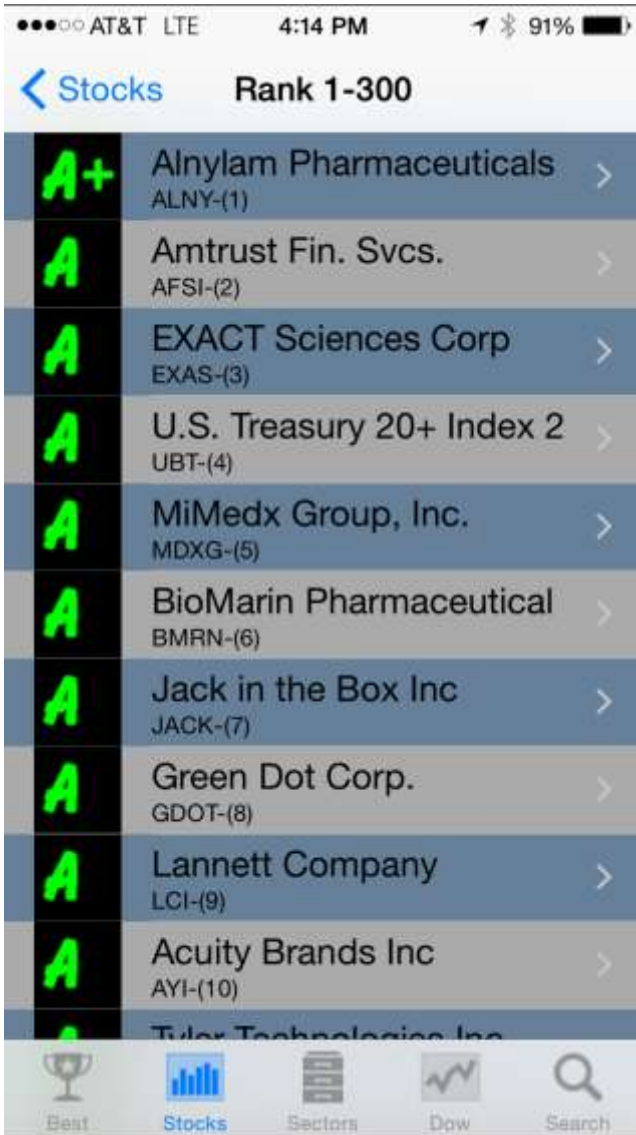 AT&T LTE 4:14 PM 91%
Stocks Rank 1-300
A+ Alnylam Pharmaceuticals
ALNY-(1)
A Amtrust Fin. Svcs.
AFSI-(2)
A EXACT Sciences Corp
EXAS-(3)
A U.S. Treasury 20+ Index 2
UBT-(4)
A MiMedx Group, Inc.
MDXG-(5)
A BioMarin Pharmaceutical
BMRN-(6)
A Jack in the Box Inc
JACK-(7)
A Green Dot Corp.
GDOT-(8)
A Lannett Company
LCI-(9)
A Acuity Brands Inc
AYI-(10)
Tyler Technologies Inc
Best Stocks Sectors Dow Search